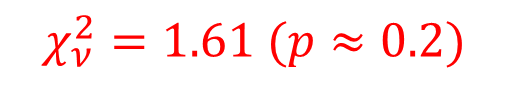 χ²ᵥ = 1.61 (p ≈ 0.2)